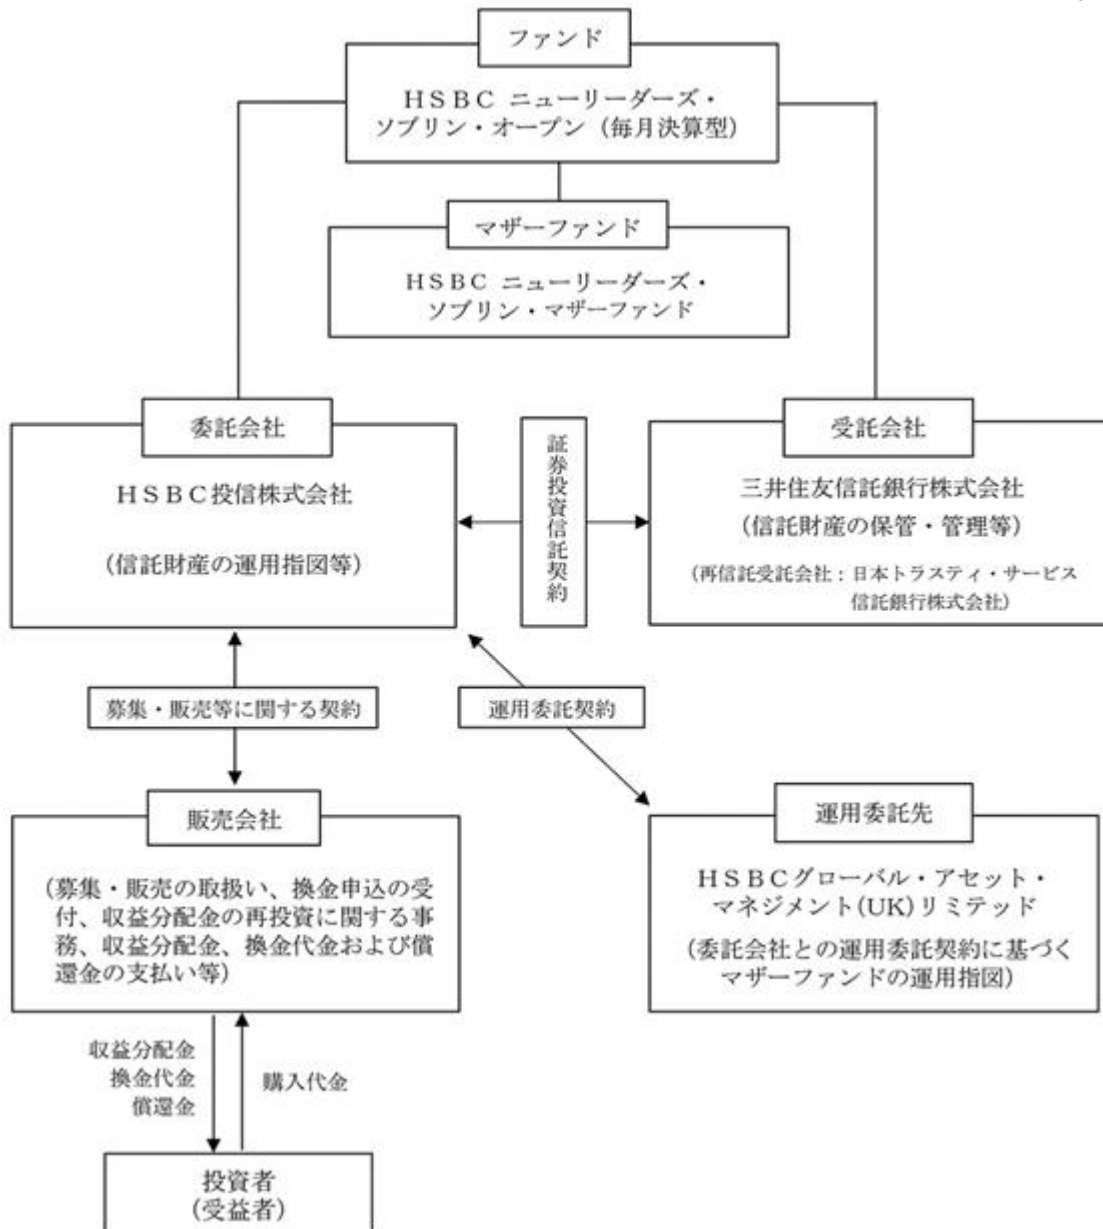 ファンド
HSBC ニューリーダーズ・
ソブリン・オープン（毎月決算型）
マザーファンド
HSBC ニューリーダーズ・
ソブリン・マザーファンド
委託会社
HSBC投信株式会社
(信託財産の運用指図等)
証券投資信託契約
受託会社
三井住友信託銀行株式会社
(信託財産の保管・管理等)
(再信託受託会社：日本トラスティ・サービス
信託銀行株式会社)
募集・販売等に関する契約
運用委託契約
販売会社
(募集・販売の取扱い、換金申込の受
付、収益分配金の再投資に関する事
務、収益分配金、換金代金および償
還金の支払い等)
運用委託先
HSBCグローバル・アセット・
マネジメント(UK)リミテッド
(委託会社との運用委託契約に基づく
マザーファンドの運用指図)
収益分配金
換金代金
償還金
購入代金
投資者
(受益者)